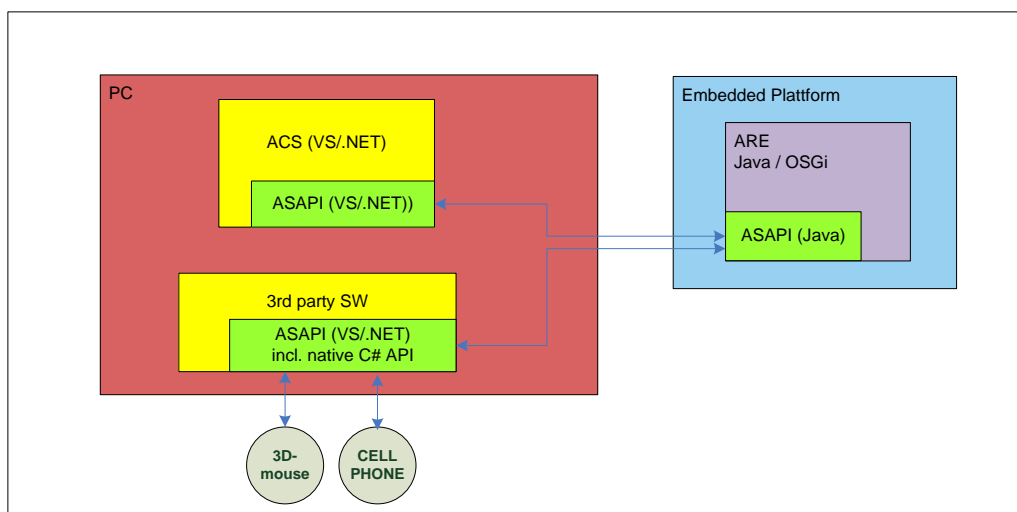 PC
ACS (VS/.NET)
ASAPI (VS/.NET))
3rd party SW
ASAPI (VS/.NET)
incl. native C# API
3D-
mouse
CELL
PHONE
Embedded Plattform
ARE
Java / OSGi
ASAPI (Java)